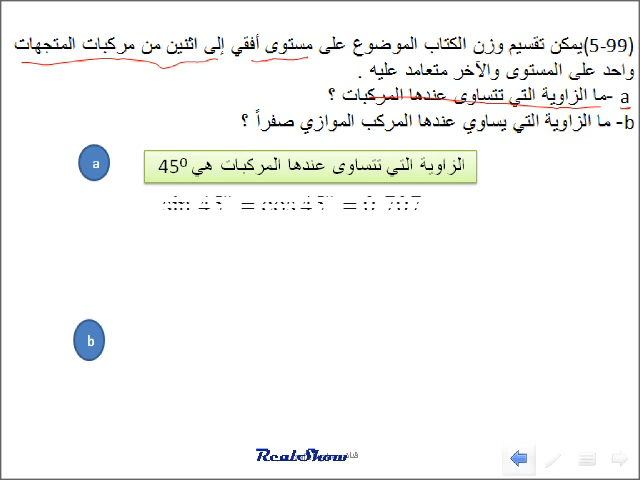 (5-99)يمكن تقسيم وزن الكتاب الموضوع على مستوى أفقي إلى اثنين من مركبات المتجهات
واحد على المستوى والآخر متعامد عليه .
a -ما الزاوية التي تتساوى عندها المركبات ؟
b- ما الزاوية التي يساوي عندها المركب الموازي صفراً ؟
a
الزاوية التي تتساوى عندها المركبات هي 45⁰
b
RealShow